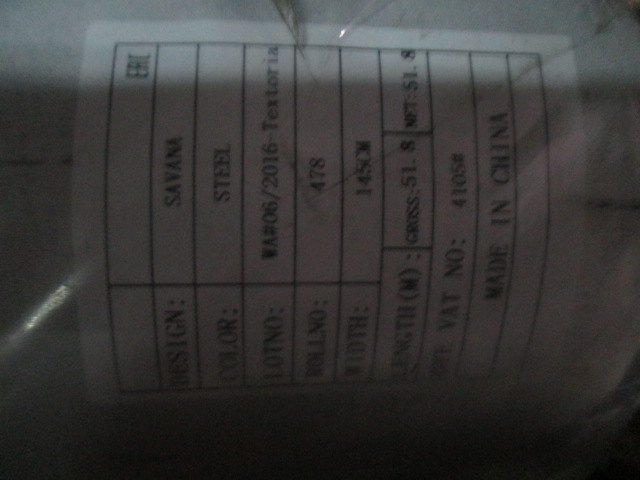 EAC
DESIGN: SAVANA
COLOR: STEEL
LOTNO: WA#06/2016-Textoria
ROLLNO: 478
WIDTH: 145CM
LENGTH(M): GROSS:51.8 NET:51.8
VAT NO: 4105#
MADE IN CHINA